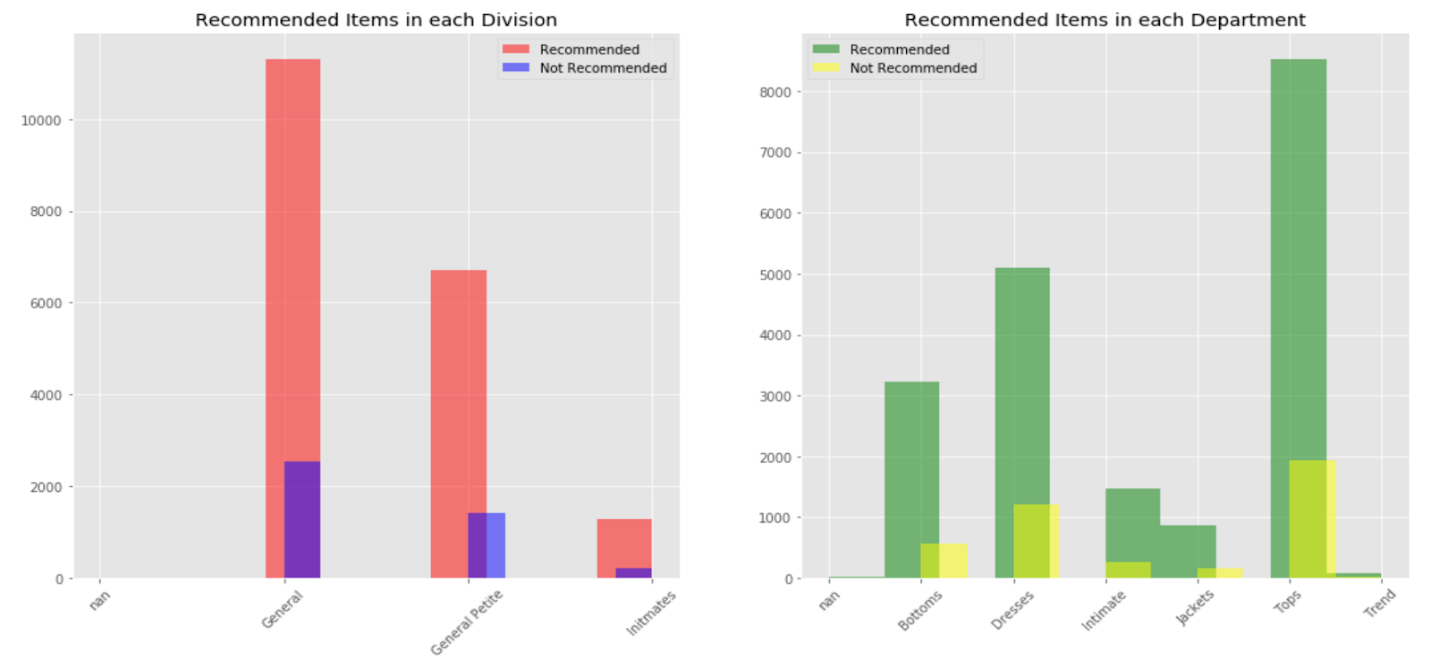 Recommended Items in each Division
Recommended
Not Recommended
10000
8000
6000
4000
2000
0
nan
General
General Petite
Initmates
Recommended Items in each Department
Recommended
Not Recommended
8000
7000
6000
5000
4000
3000
2000
1000
0
nan
Bottoms
Dresses
Intimate
Jackets
Tops
Trend